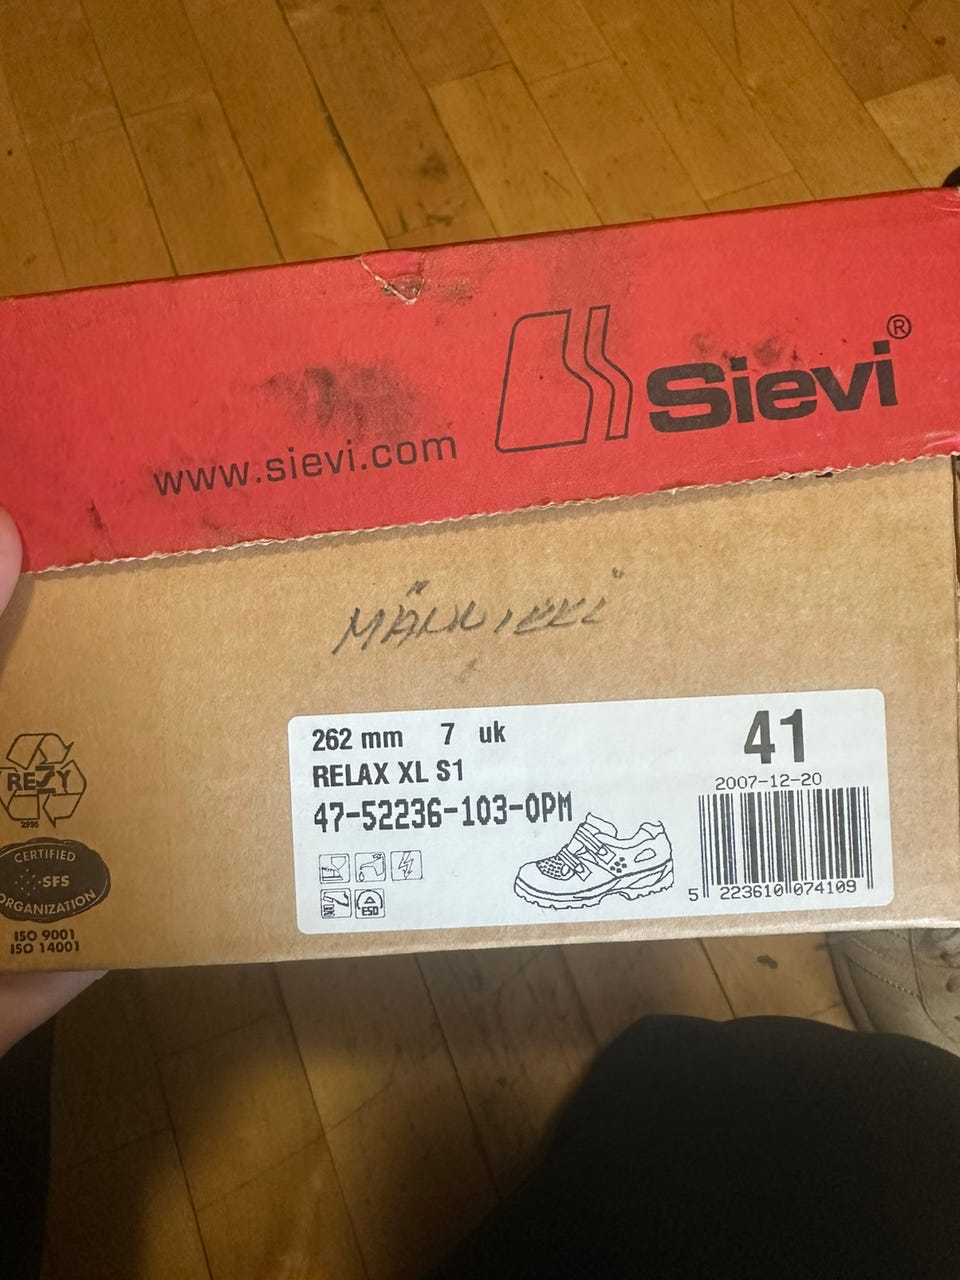 Sievi®
www.sievi.com
262 mm 7 uk
RELAX XL S1
47-52236-103-0PM
41
2007-12-20
5 223610 074109
ESD
RESY
CERTIFIED
SFS
ORGANIZATION
ISO 9001
ISO 14001